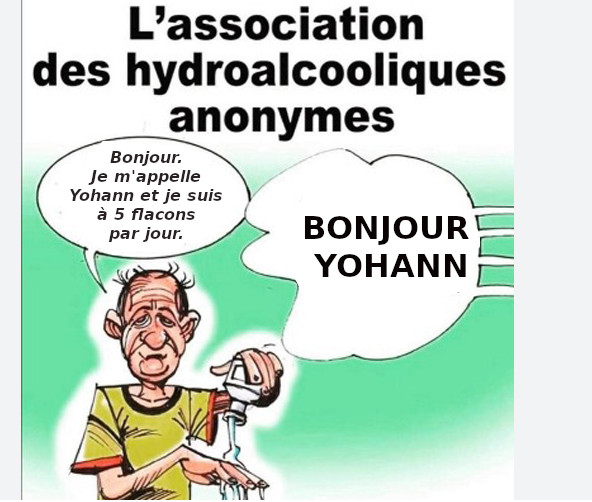 L'association
des hydroalcooliques
anonymes
Bonjour.
Je m'appelle
Yohann et je suis
à 5 flacons
par jour.
BONJOUR
YOHANN